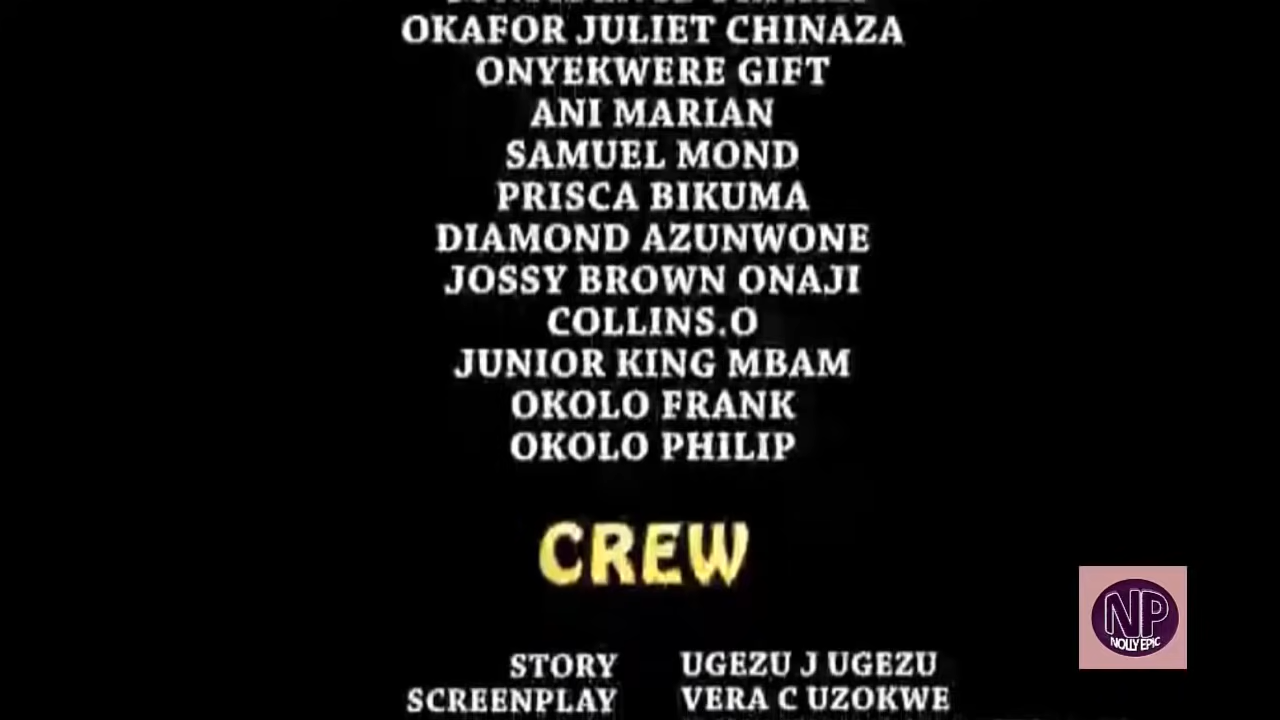 OKAFOR JULIET CHINAZA
ONYEKWERE GIFT
ANI MARIAN
SAMUEL MOND
PRISCA BIKUMA
DIAMOND AZUNWONE
JOSSY BROWN ONAJI
COLLINS.O
JUNIOR KING MBAM
OKOLO FRANK
OKOLO PHILIP
CREW
STORY UGEZU J UGEZU
SCREENPLAY VERA C UZOKWE
NP
NOLLY EPIC